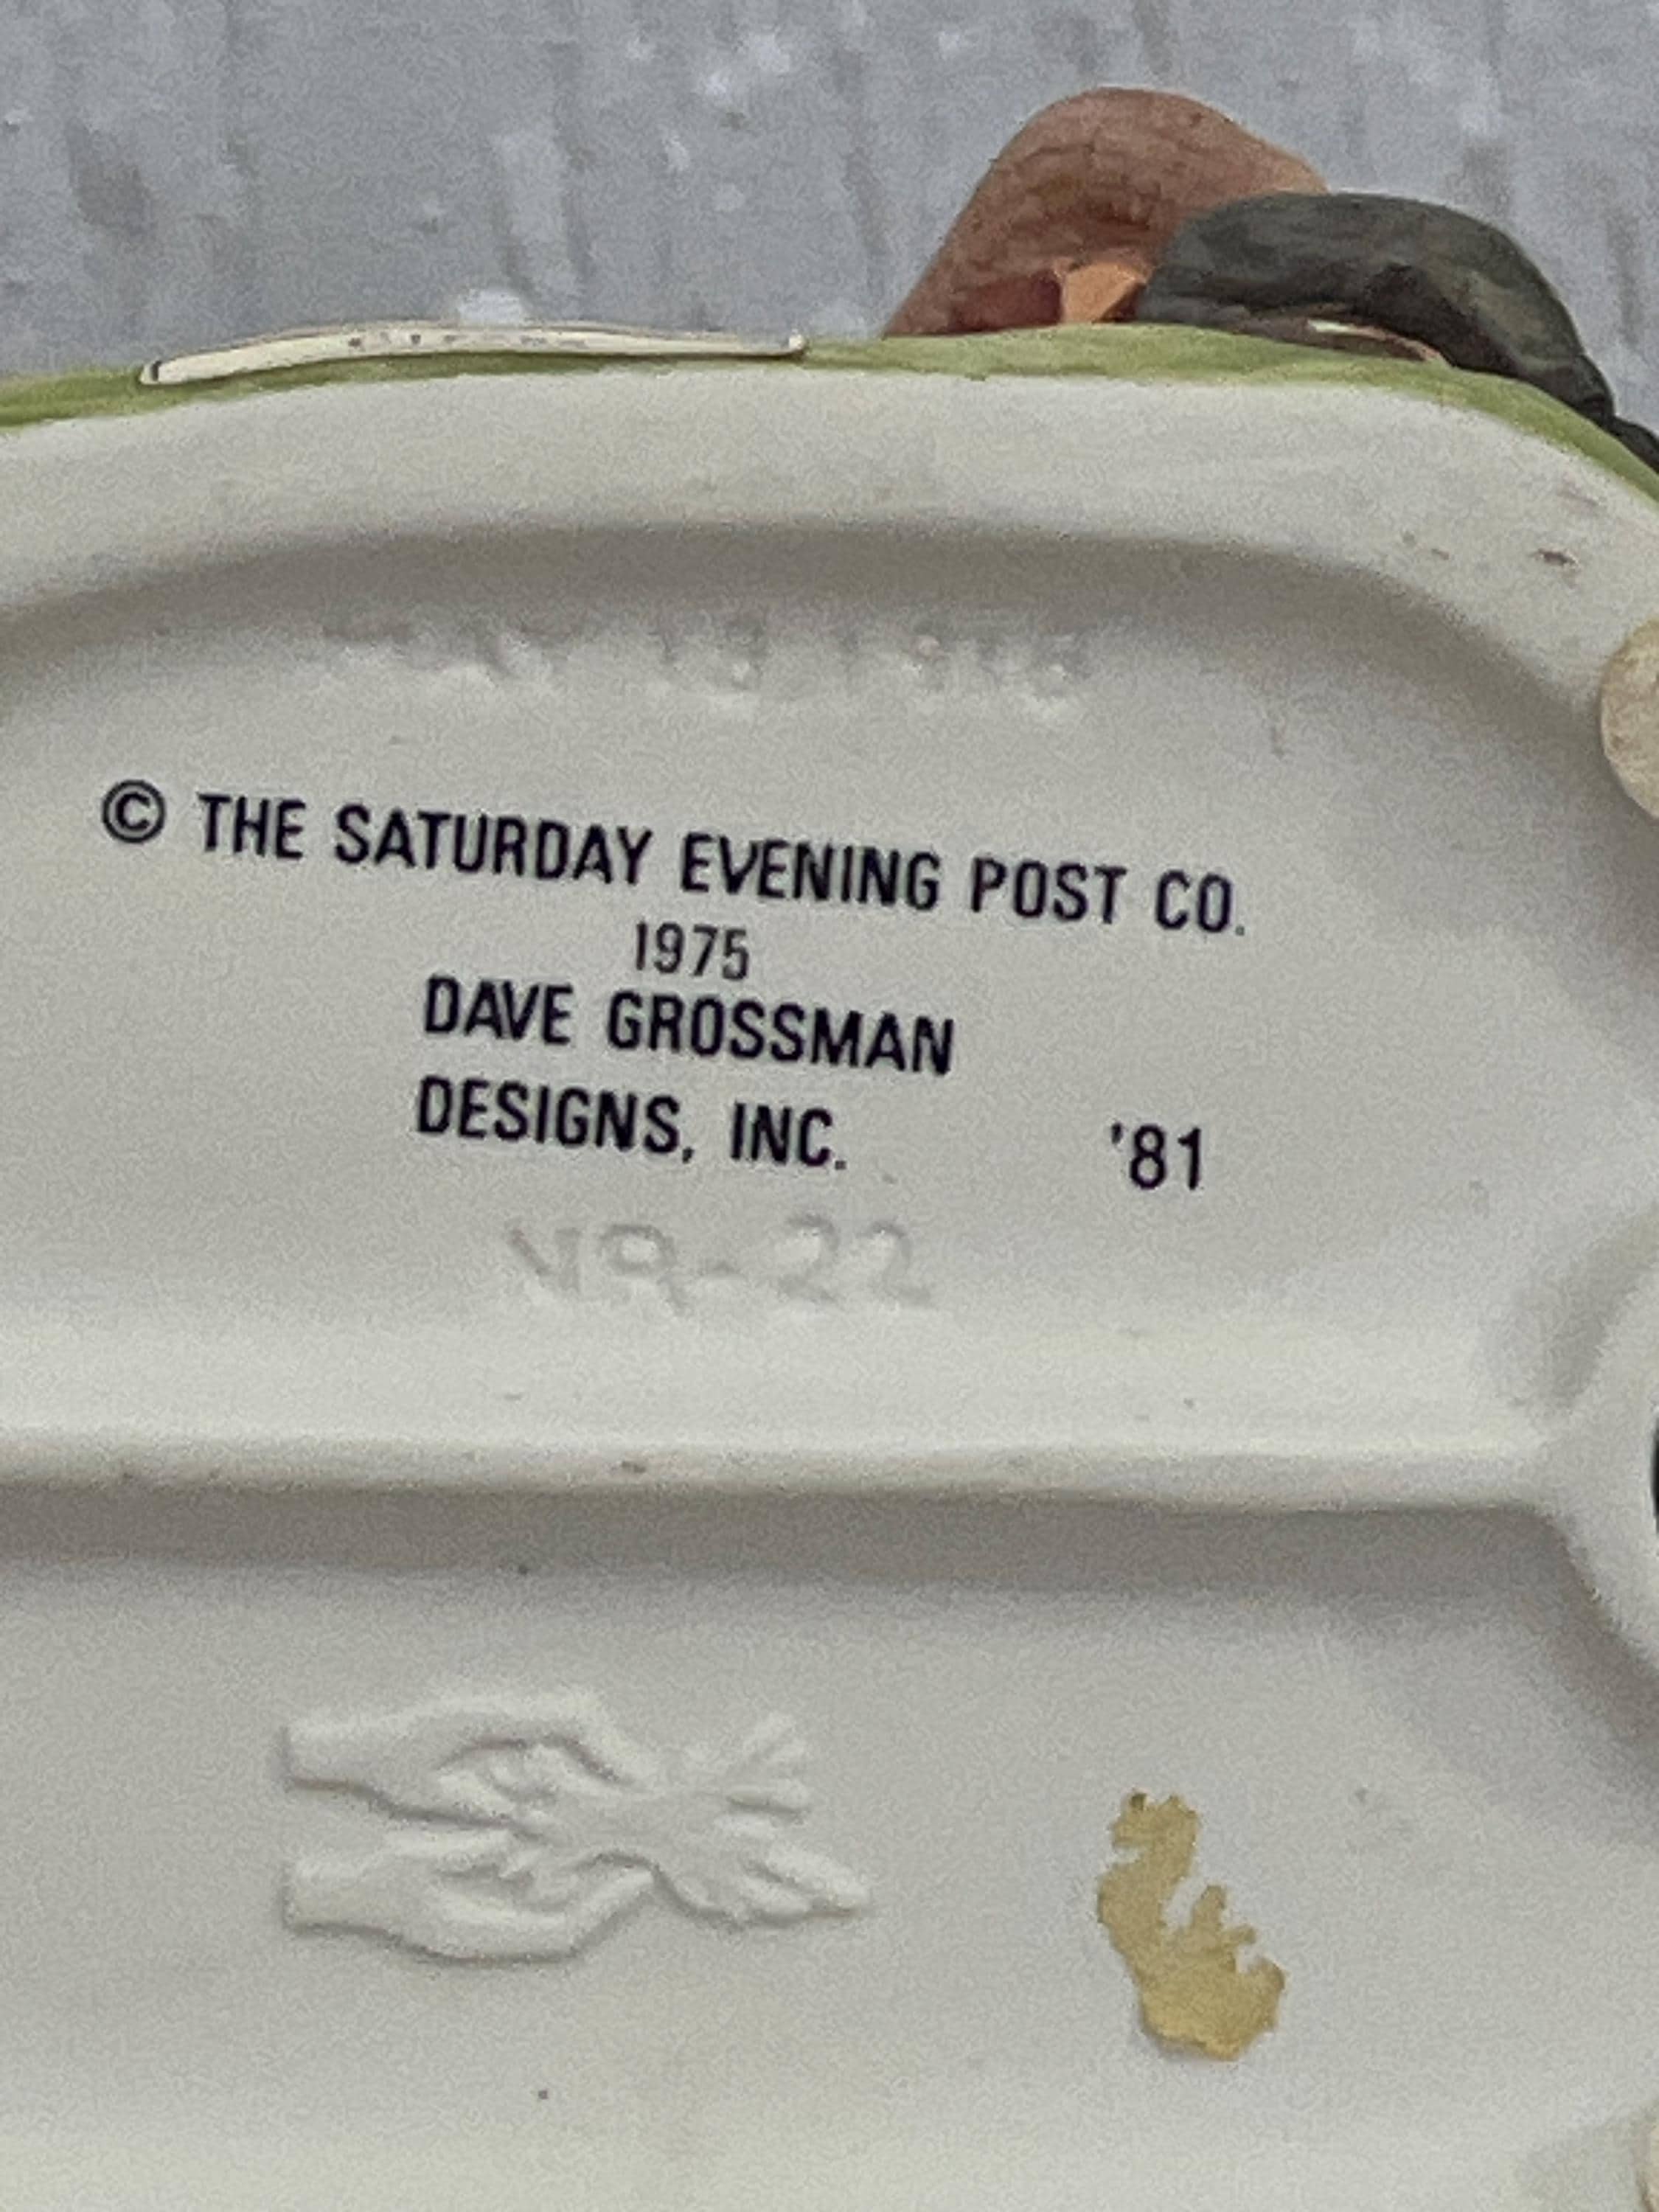 © THE SATURDAY EVENING POST CO.
1975
DAVE GROSSMAN
DESIGNS, INC. '81